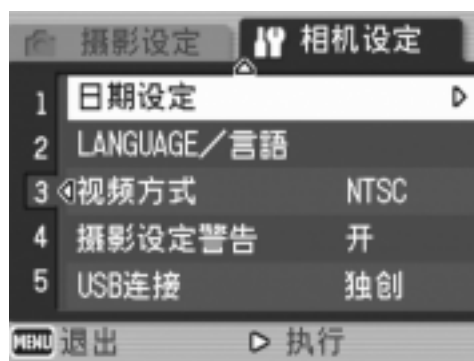 摄影设定 相机设定
1 日期设定
2 LANGUAGE/言語
3 视频方式 NTSC
4 摄影设定警告 开
5 USB连接 独创
MENU 退出 执行